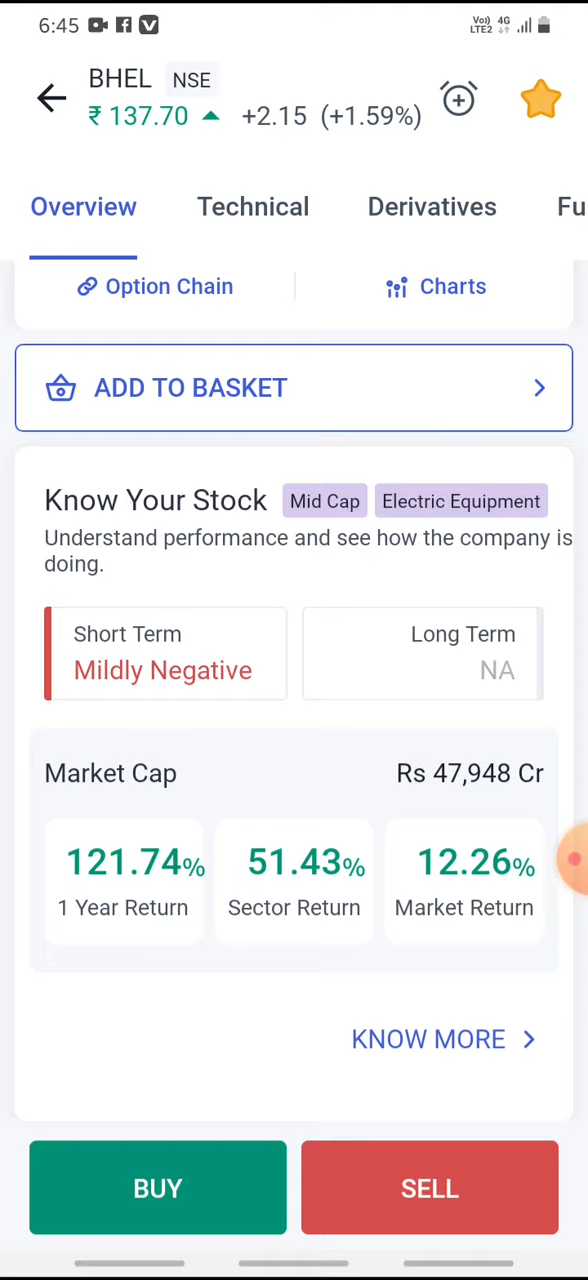 6:45 Vo)) LTE2 4G
BHEL NSE
₹ 137.70 ▲ +2.15 (+1.59%)
Overview Technical Derivatives Fu
Option Chain Charts
ADD TO BASKET
Know Your Stock Mid Cap Electric Equipment
Understand performance and see how the company is
doing.
Short Term Long Term
Mildly Negative NA
Market Cap Rs 47,948 Cr
121.74% 51.43% 12.26%
1 Year Return Sector Return Market Return
KNOW MORE
BUY SELL